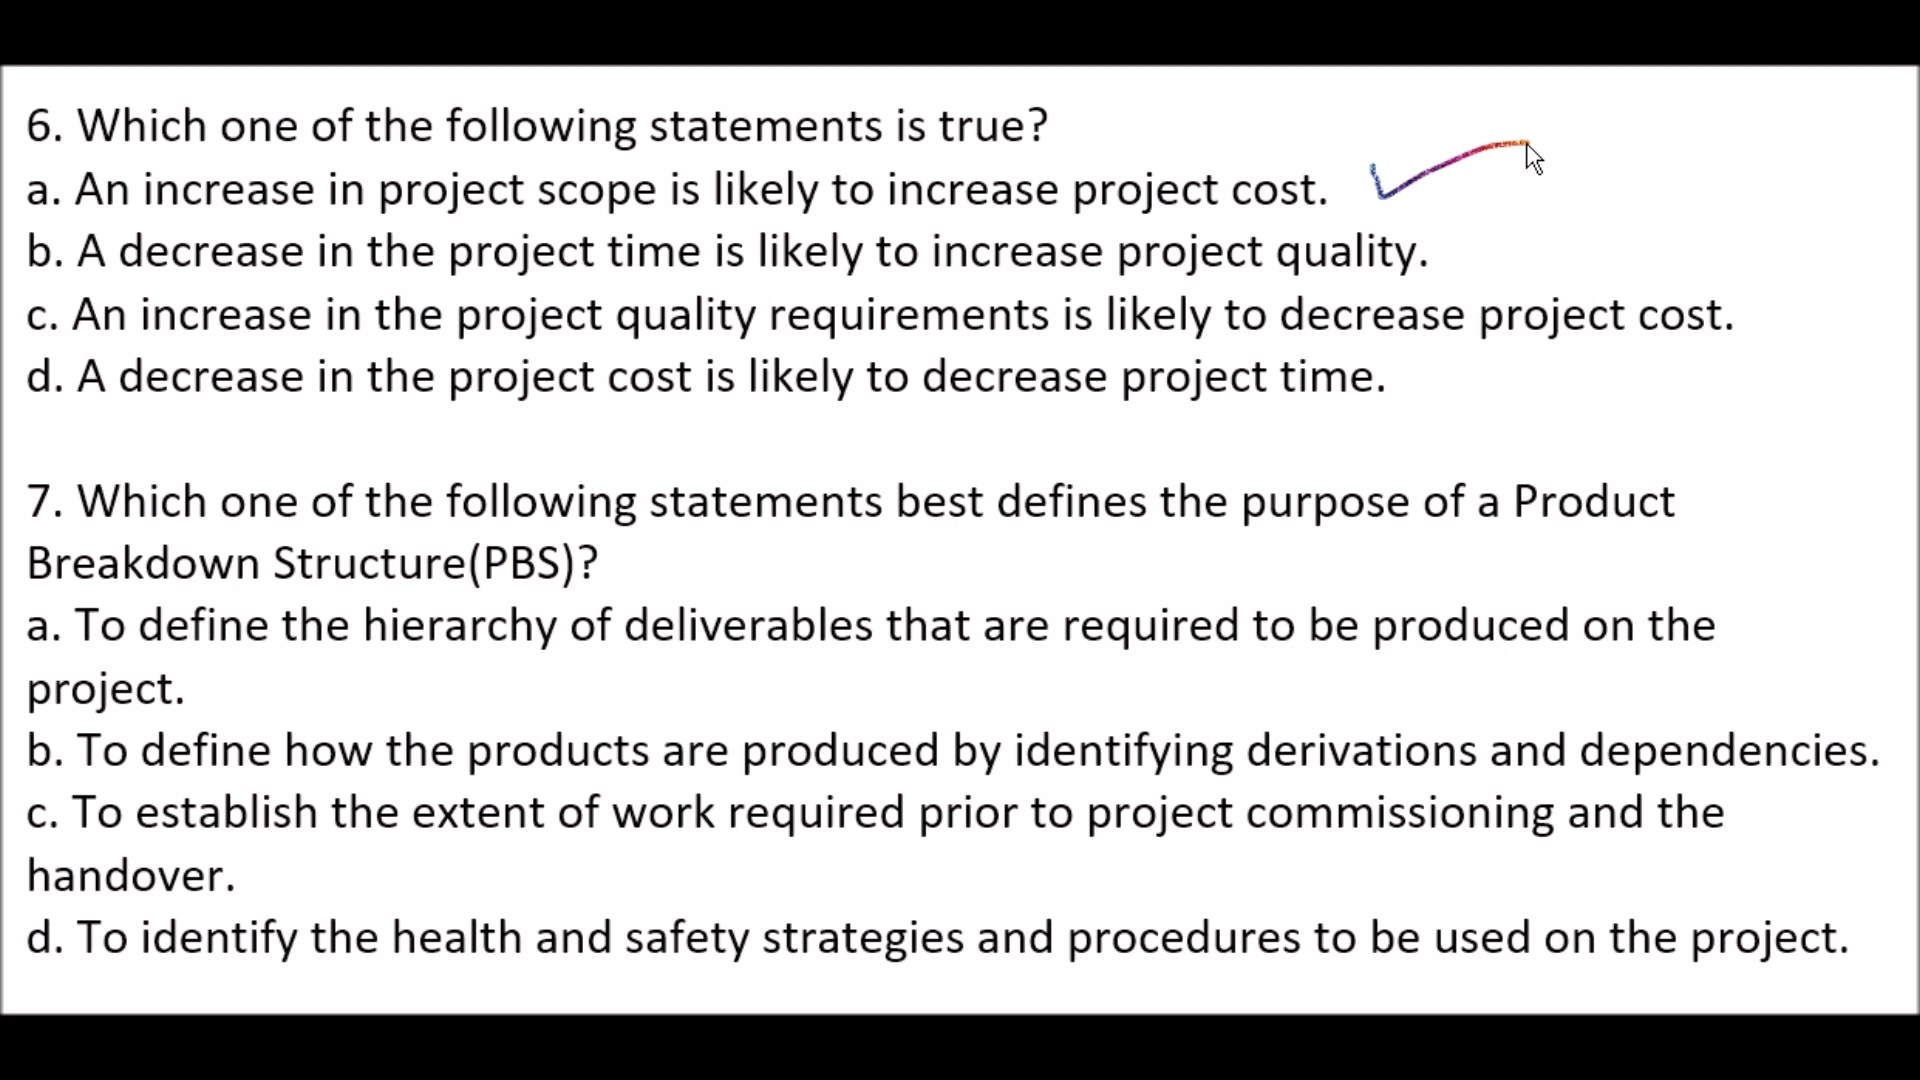 6. Which one of the following statements is true?
a. An increase in project scope is likely to increase project cost.
b. A decrease in the project time is likely to increase project quality.
c. An increase in the project quality requirements is likely to decrease project cost.
d. A decrease in the project cost is likely to decrease project time.
7. Which one of the following statements best defines the purpose of a Product
Breakdown Structure(PBS)?
a. To define the hierarchy of deliverables that are required to be produced on the
project.
b. To define how the products are produced by identifying derivations and dependencies.
c. To establish the extent of work required prior to project commissioning and the
handover.
d. To identify the health and safety strategies and procedures to be used on the project.